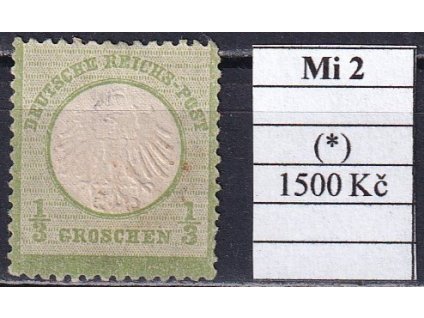 DEUTSCHE REICHS-POST
1/3 GROSCHEN 1/3
Mi 2
(*)
1500 Kč